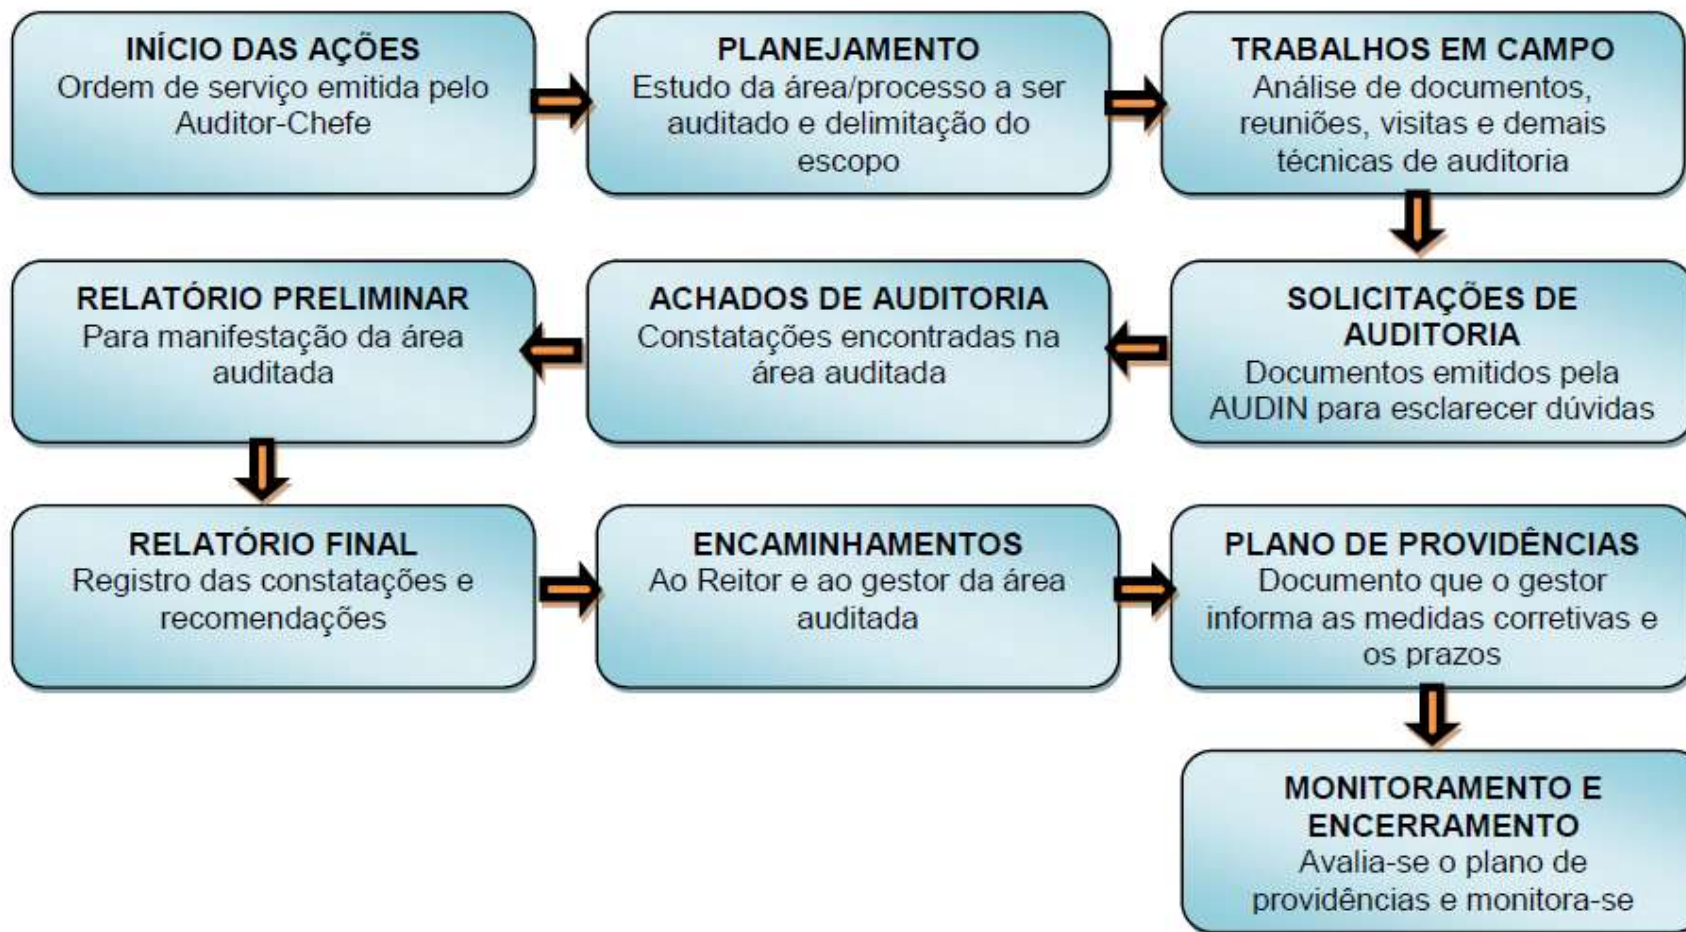 INÍCIO DAS AÇÕES
Ordem de serviço emitida pelo
Auditor-Chefe
PLANEJAMENTO
Estudo da área/processo a ser
auditado e delimitação do
escopo
TRABALHOS EM CAMPO
Análise de documentos,
reuniões, visitas e demais
técnicas de auditoria
SOLICITAÇÕES DE
AUDITORIA
Documentos emitidos pela
AUDIN para esclarecer dúvidas
ACHADOS DE AUDITORIA
Constatações encontradas na
área auditada
RELATÓRIO PRELIMINAR
Para manifestação da área
auditada
RELATÓRIO FINAL
Registro das constatações e
recomendações
ENCAMINHAMENTOS
Ao Reitor e ao gestor da área
auditada
PLANO DE PROVIDÊNCIAS
Documento que o gestor
informa as medidas corretivas e
os prazos
MONITORAMENTO E
ENCERRAMENTO
Avalia-se o plano de
providências e monitora-se